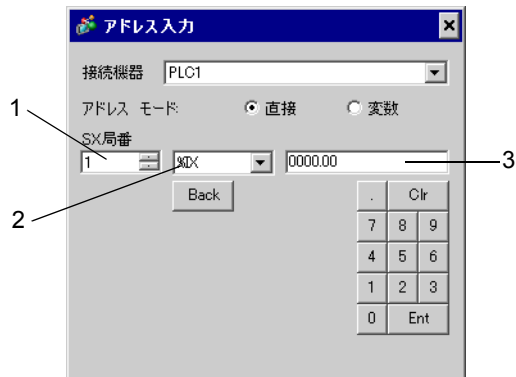 アドレス入力
接続機器 PLC1
アドレス モード: 直接 変数
SX局番
1 %IX 0000.00
Back . Clr
7 8 9
4 5 6
1 2 3
0 Ent
1
2
3